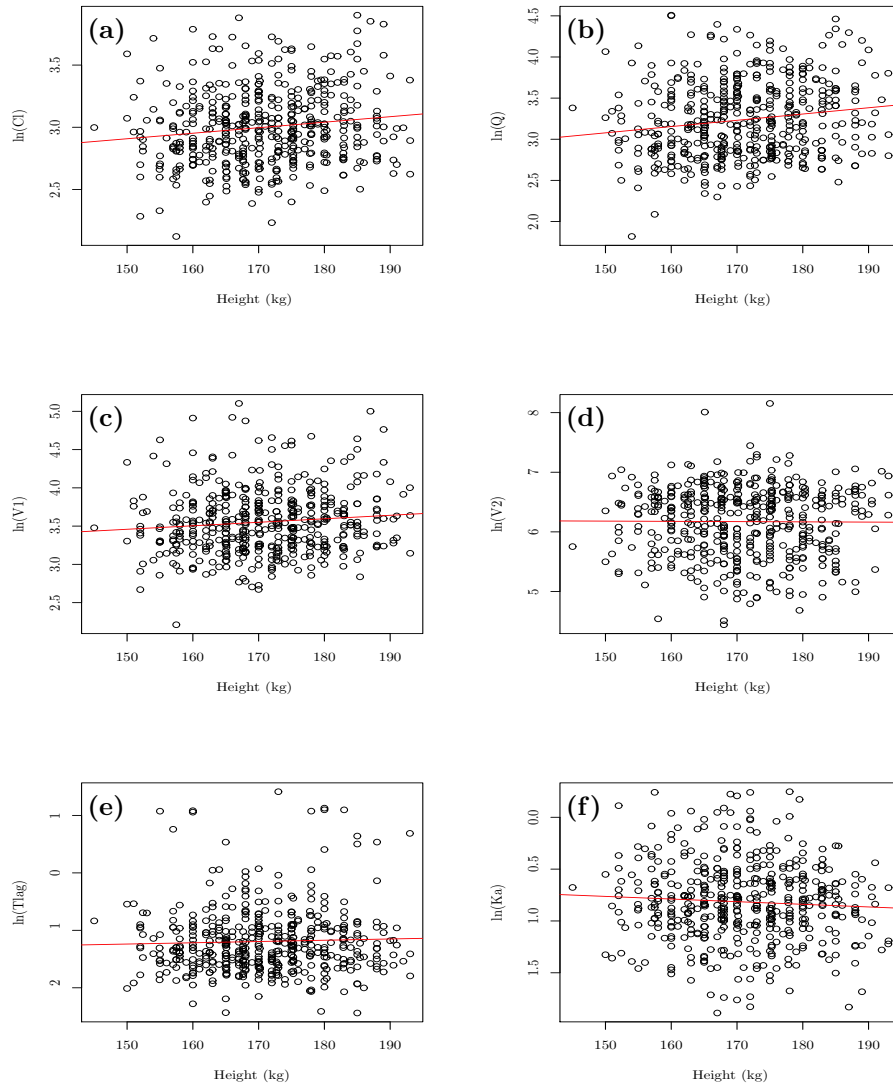 (a)
ln(Cl)
3.5
3.0
2.5
150 160 170 180 190
Height (kg)
(b)
ln(Q)
4.5
4.0
3.5
3.0
2.5
2.0
150 160 170 180 190
Height (kg)
(c)
ln(V1)
5.0
4.5
4.0
3.5
3.0
2.5
150 160 170 180 190
Height (kg)
(d)
ln(V2)
8
7
6
5
150 160 170 180 190
Height (kg)
(e)
ln(Tlag)
1
0
1
2
150 160 170 180 190
Height (kg)
(f)
ln(Ka)
0.0
0.5
1.0
1.5
150 160 170 180 190
Height (kg)